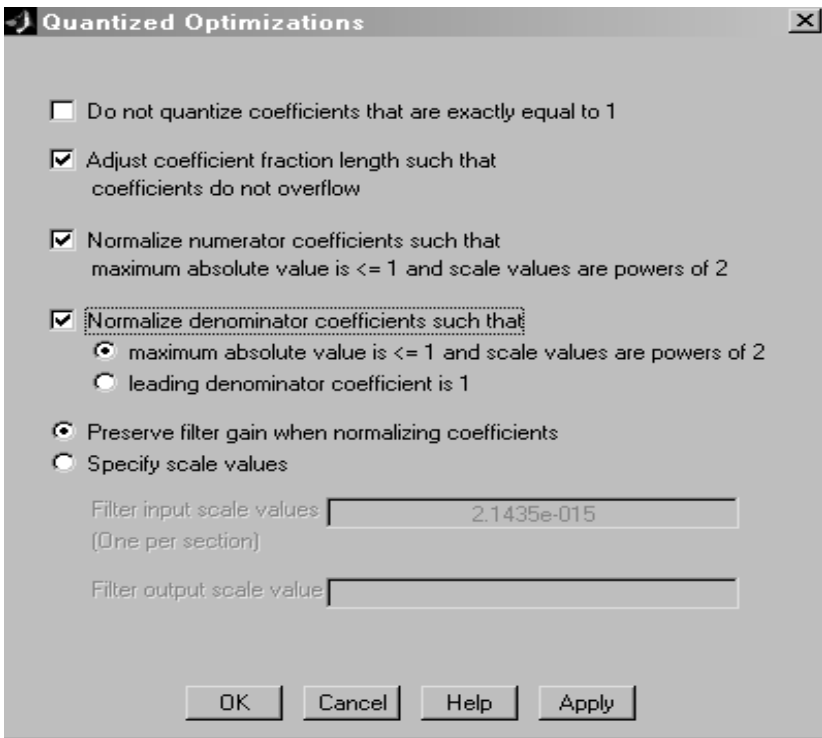 Quantized Optimizations
Do not quantize coefficients that are exactly equal to 1
Adjust coefficient fraction length such that
coefficients do not overflow
Normalize numerator coefficients such that
maximum absolute value is <= 1 and scale values are powers of 2
Normalize denominator coefficients such that
maximum absolute value is <= 1 and scale values are powers of 2
leading denominator coefficient is 1
Preserve filter gain when normalizing coefficients
Specify scale values
Filter input scale values 2.1435e-015
(One per section)
Filter output scale value
OK Cancel Help Apply